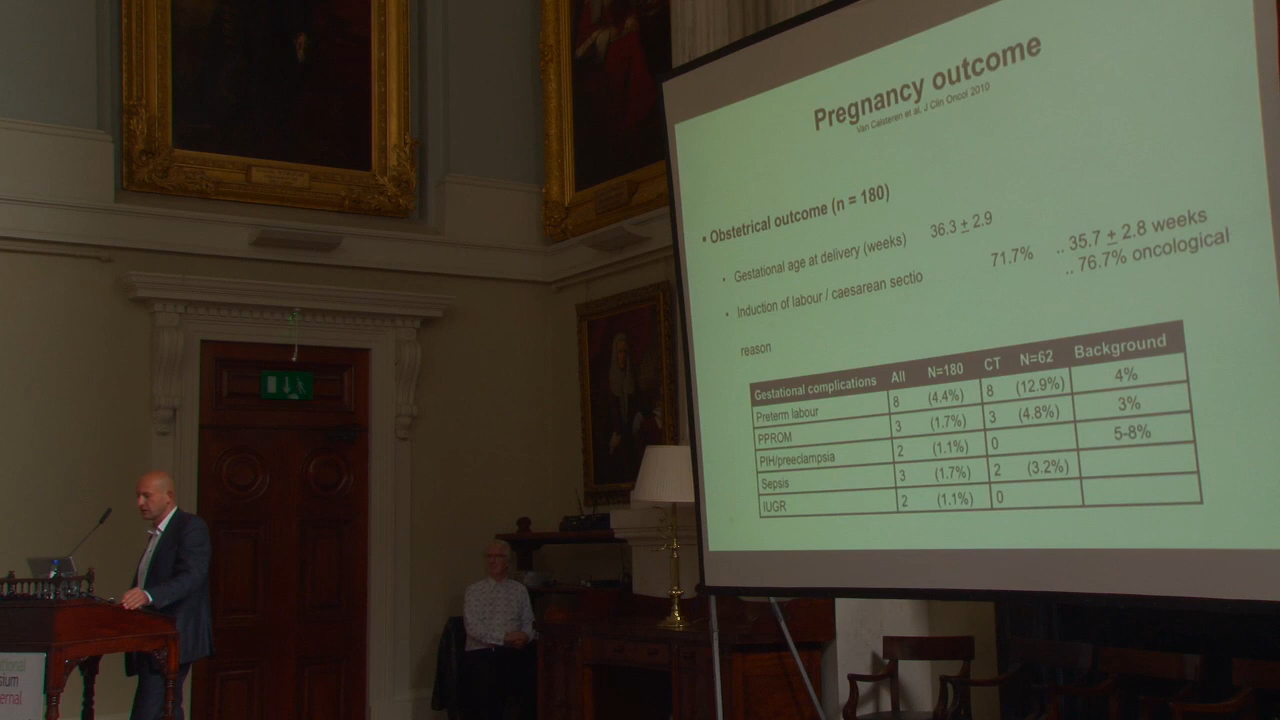 Pregnancy outcome
Van Calsteren et al, J Clin Oncol 2010
▪ Obstetrical outcome (n = 180)
• Gestational age at delivery (weeks) 36.3 ± 2.9 .. 35.7 ± 2.8 weeks
• Induction of labour / caesarean sectio 71.7% .. 76.7% oncological
reason
Gestational complications All N=180 CT N=62 Background
Preterm labour 8 (4.4%) 8 (12.9%) 4%
PPROM 3 (1.7%) 3 (4.8%) 3%
PIH/preeclampsia 2 (1.1%) 0 5-8%
Sepsis 3 (1.7%) 2 (3.2%)
IUGR 2 (1.1%) 0
ational
sium
ernal